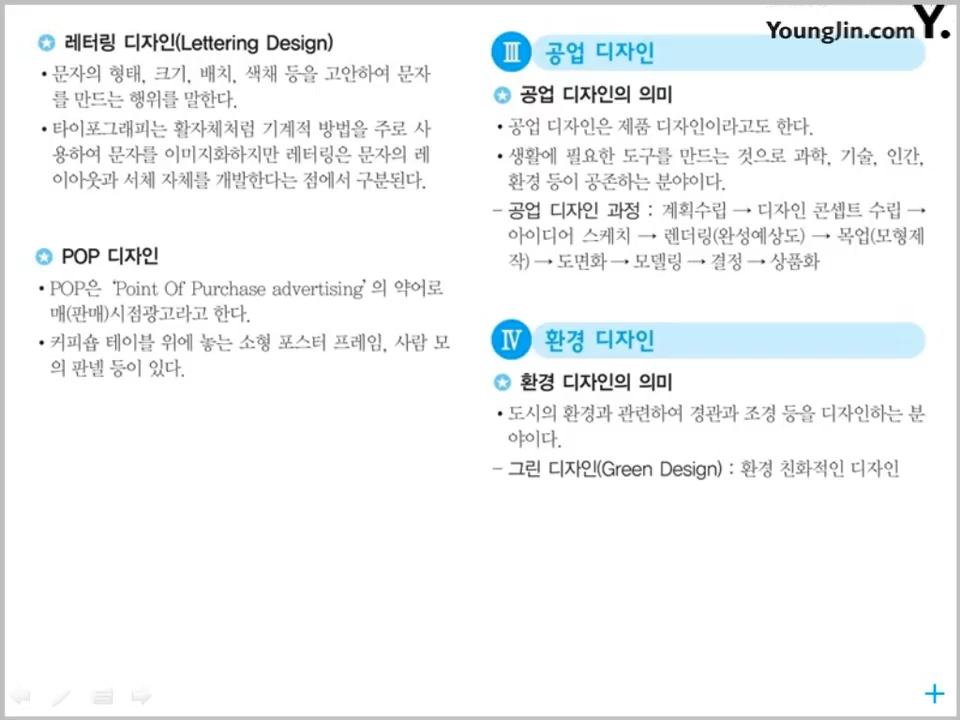 YoungJin.com Y.
레터링 디자인(Lettering Design)
• 문자의 형태, 크기, 배치, 색채 등을 고안하여 문자
를 만드는 행위를 말한다.
• 타이포그래피는 활자체처럼 기계적 방법을 주로 사
용하여 문자를 이미지화하지만 레터링은 문자의 레
이아웃과 서체 자체를 개발한다는 점에서 구분된다.
POP 디자인
• POP은 ‘Point Of Purchase advertising’의 약어로
매(판매)시점광고라고 한다.
• 커피숍 테이블 위에 놓는 소형 포스터 프레임, 사람 모
의 판넬 등이 있다.
Ⅲ 공업 디자인
공업 디자인의 의미
• 공업 디자인은 제품 디자인이라고도 한다.
• 생활에 필요한 도구를 만드는 것으로 과학, 기술, 인간,
환경 등이 공존하는 분야이다.
– 공업 디자인 과정 : 계획수립 → 디자인 콘셉트 수립 →
아이디어 스케치 → 렌더링(완성예상도) → 목업(모형제
작) → 도면화 → 모델링 → 결정 → 상품화
Ⅳ 환경 디자인
환경 디자인의 의미
• 도시의 환경과 관련하여 경관과 조경 등을 디자인하는 분
야이다.
– 그린 디자인(Green Design) : 환경 친화적인 디자인